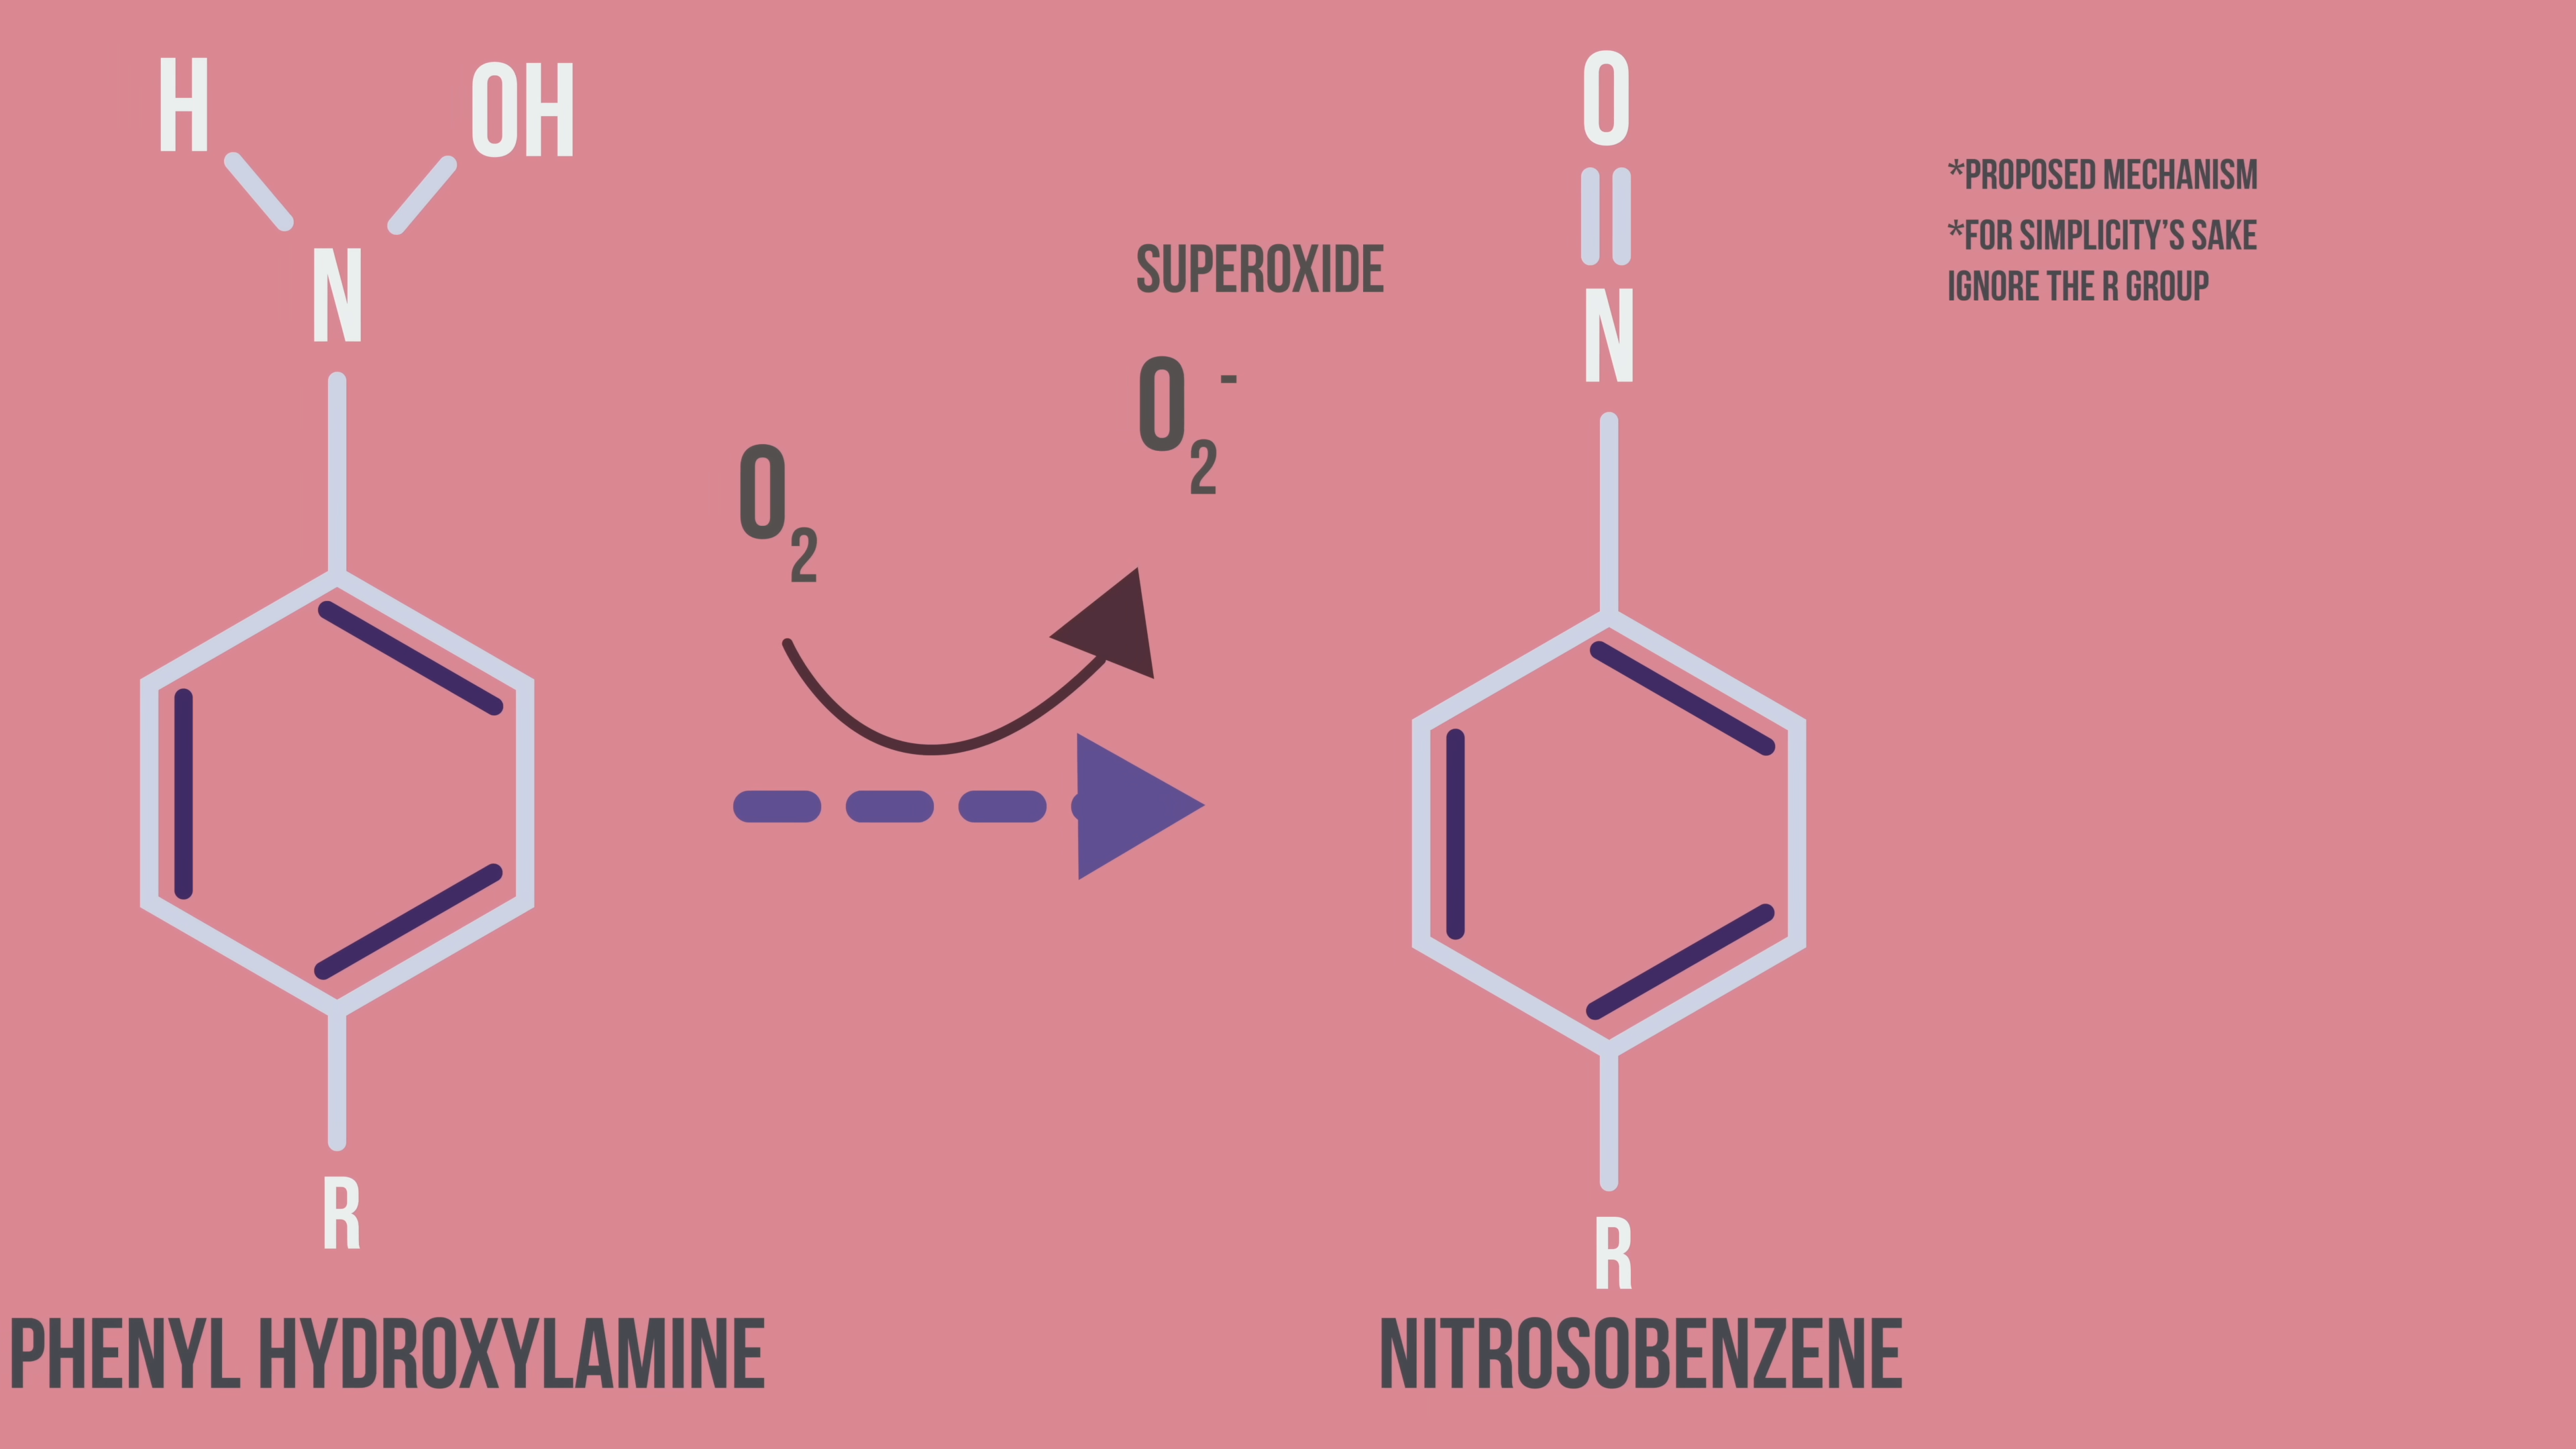 H
OH
N
R
PHENYL HYDROXYLAMINE
O2
SUPEROXIDE
O2-
O
N
R
NITROSOBENZENE
*PROPOSED MECHANISM
*FOR SIMPLICITY'S SAKE
IGNORE THE R GROUP